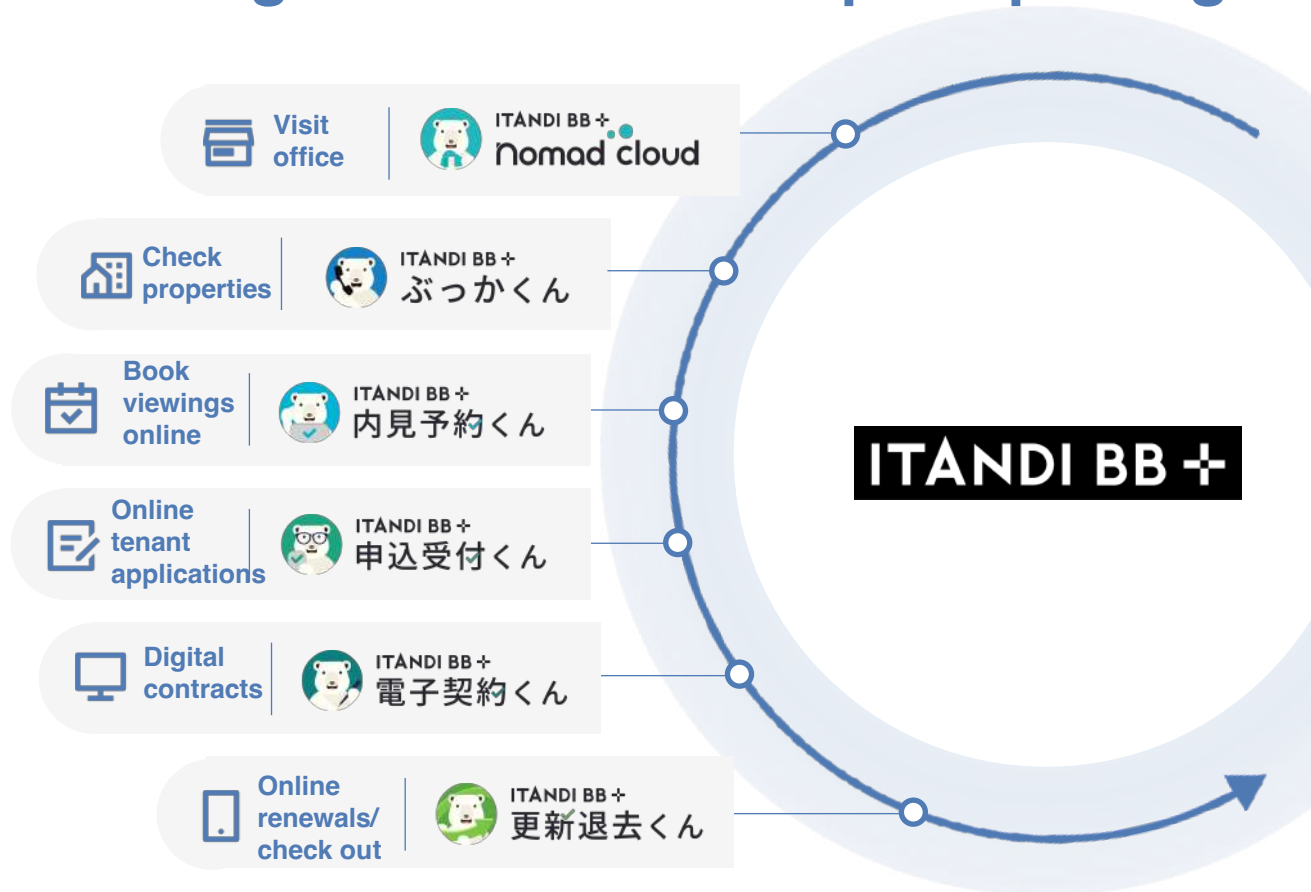 Visit
office
ITANDI BB +
nomad cloud
Check
properties
ITANDI BB +
ぶっかくん
Book
viewings
online
ITANDI BB +
内見予約くん
Online
tenant
applications
ITANDI BB +
申込受付くん
Digital
contracts
ITANDI BB +
電子契約くん
Online
renewals/
check out
ITANDI BB +
更新退去くん
ITANDI BB +